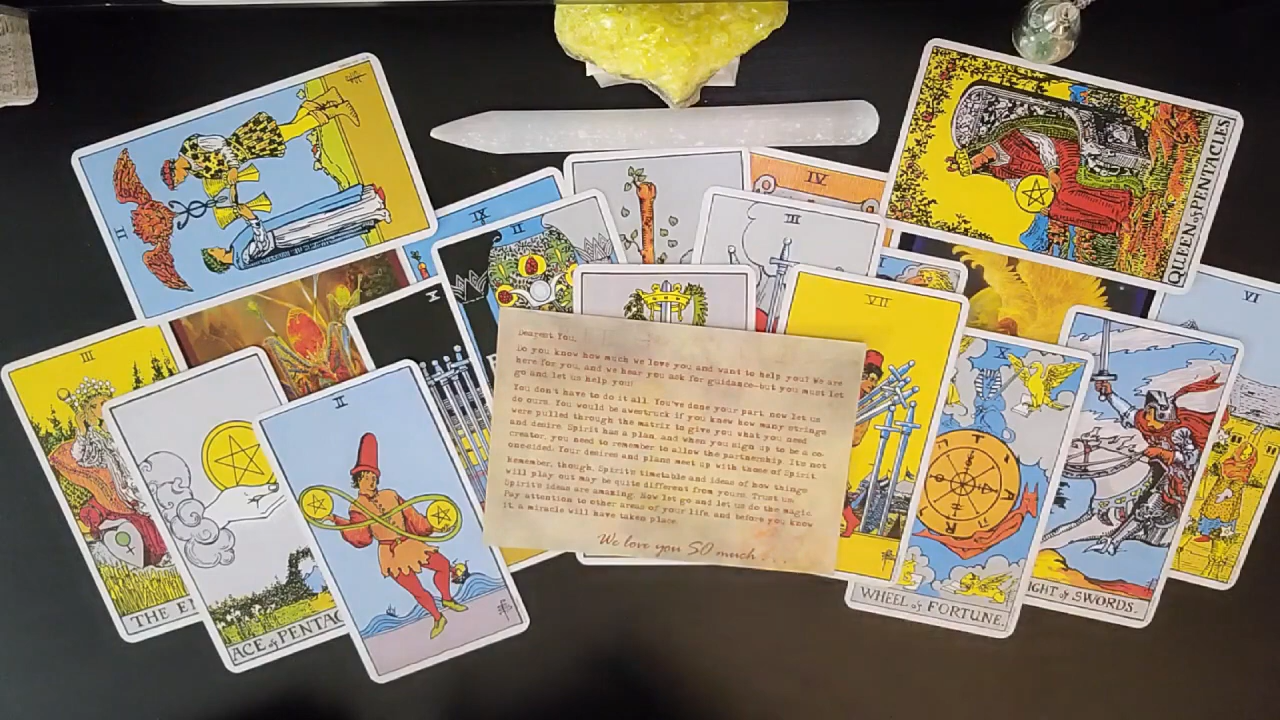 II
IX
II
IV
III
QUEEN of PENTACLES
VI
III
THE E
ACE of PENTAC
II
X
VII
X
WHEEL of FORTUNE.
IGHT of SWORDS.
Dearest You,
Do you know how much we love you and want to help you? We are
here for you, and we hear you ask for guidance—but you must let
go and let us help you!
You don't have to do it all. You've done your part, now let us
do ours. You would be awestruck if you knew how many strings
were pulled through the matrix to give you what you need
and desire. Spirit has a plan, and when you sign up to be a co-
creator, you need to remember to allow the partnership. Its not
one-sided. Your desires and plans meet up with those of Spirit.
Remember, though, Spirit's timetable and ideas of how things
will play out may be quite different from yours. Trust us.
Spirit's ideas are amazing. Now let go and let us do the magic.
Pay attention to other areas of your life and before you know
it a miracle will have taken place.
We love you SO much . . .